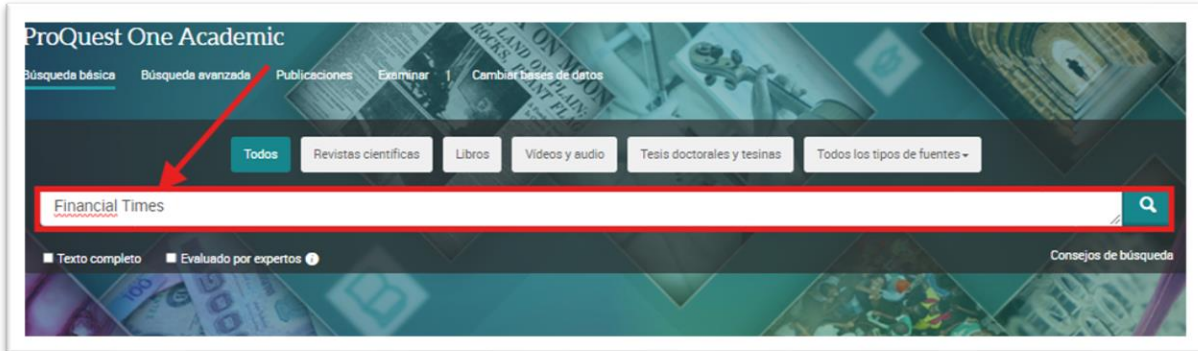 ProQuest One Academic
Búsqueda básica Búsqueda avanzada Publicaciones Examinar | Cambiar bases de datos
Todos Revistas científicas Libros Vídeos y audio Tesis doctorales y tesinas Todos los tipos de fuentes
Financial Times
Texto completo Evaluado por expertos Consejos de búsqueda